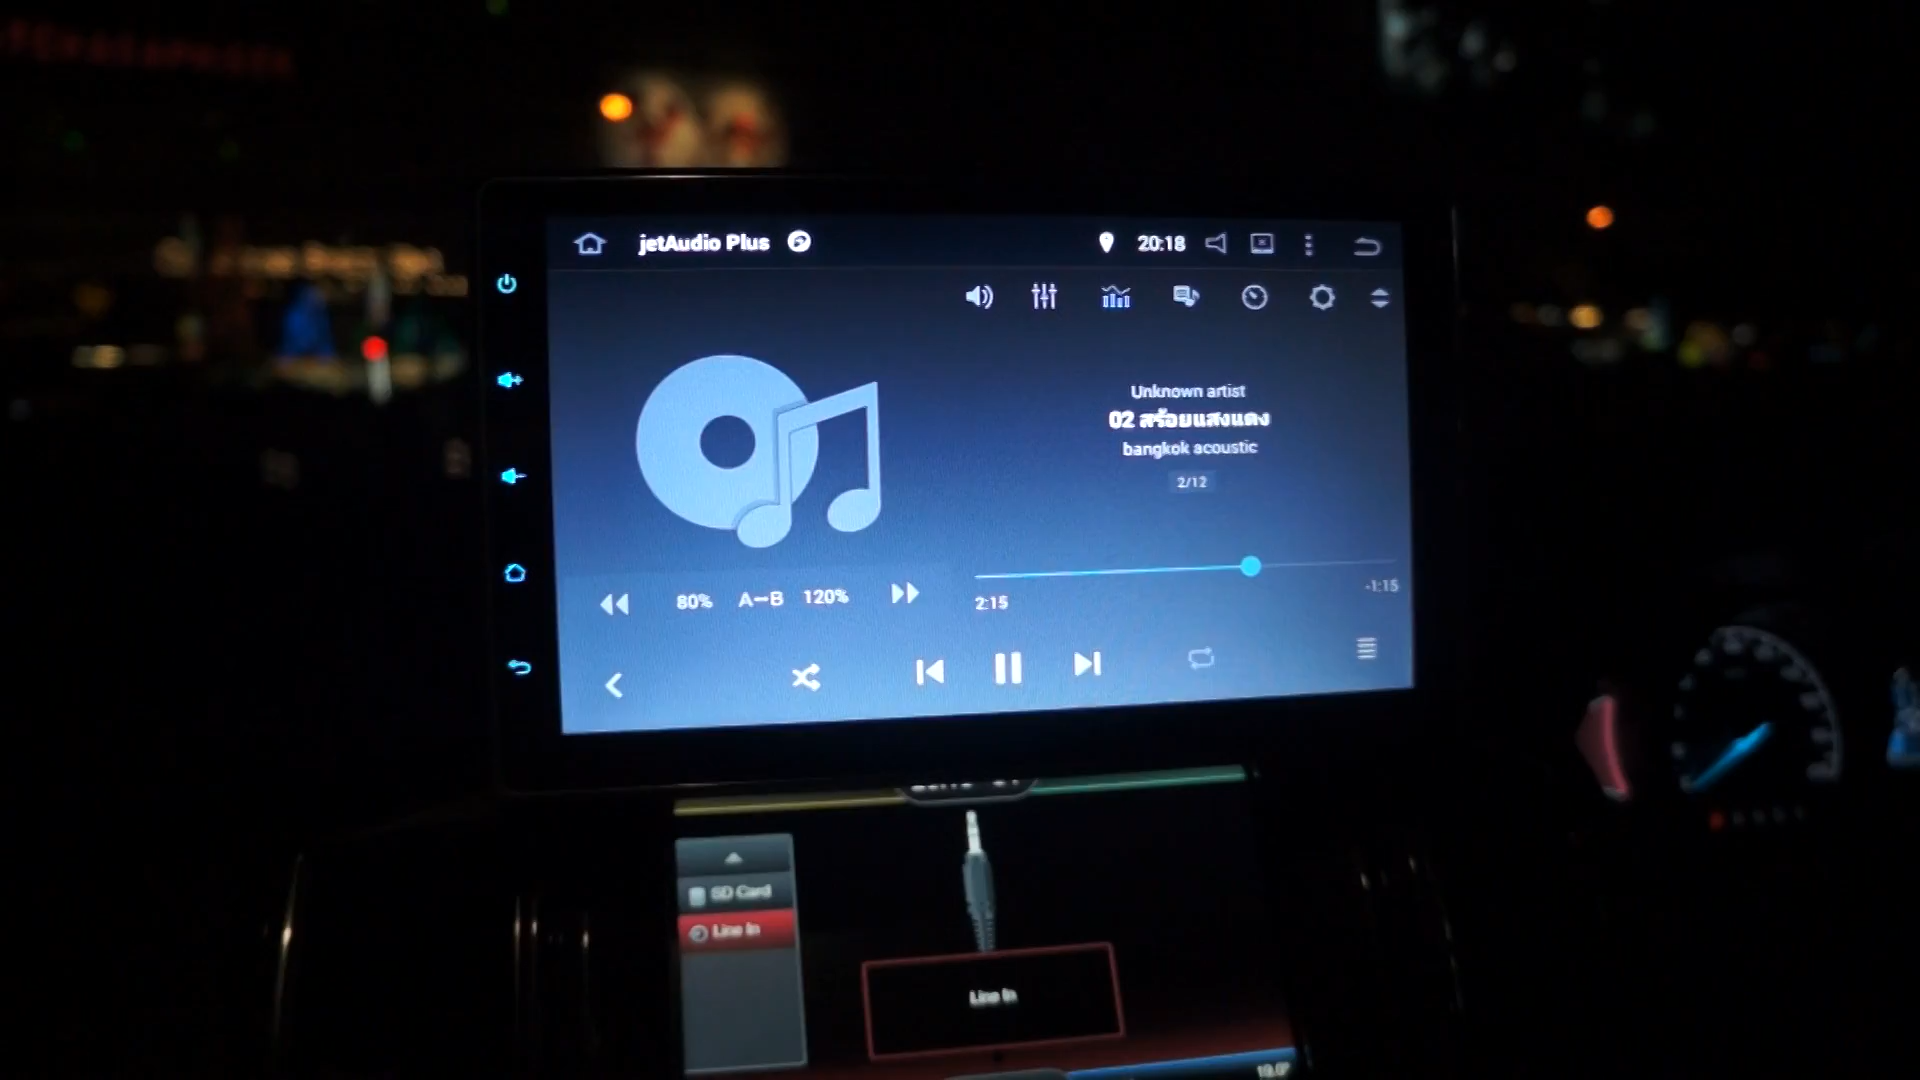 jetAudio Plus
20:18
Unknown artist
02 สร้อยแสงแดง
bangkok acoustic
2/12
80% A-B 120%
2:15
-1:15
SD Card
Line In
Line In